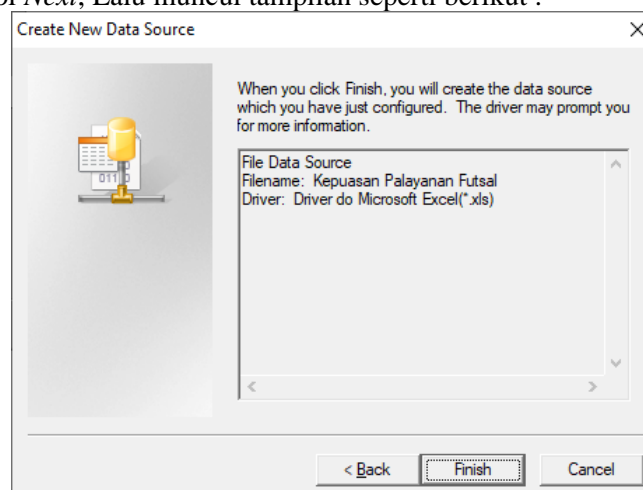 Next, Lalu muncul tampilan seperti berikut :
Create New Data Source
When you click Finish, you will create the data source
which you have just configured. The driver may prompt you
for more information.
File Data Source
Filename: Kepuasan Palayanan Futsal
Driver: Driver do Microsoft Excel(*.xls)
0110
< Back
Finish
Cancel